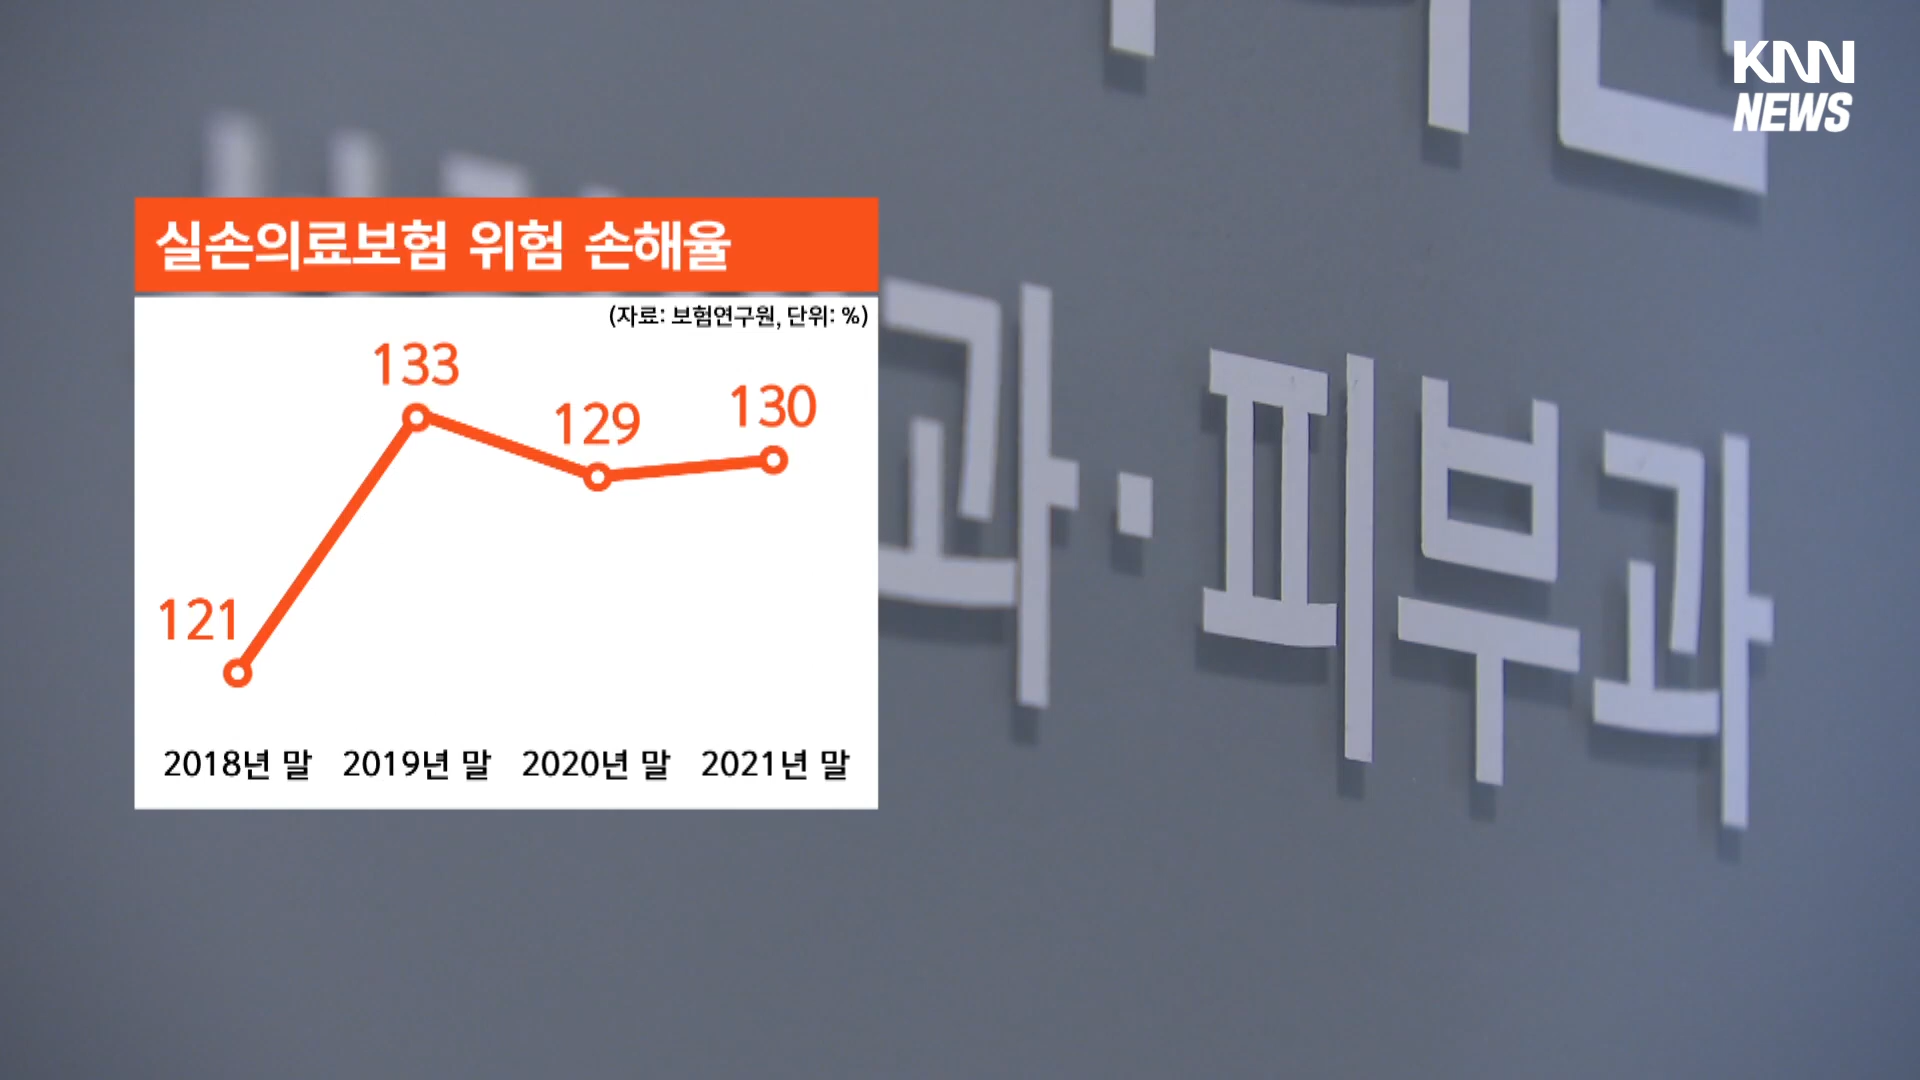 KNN
NEWS
실손의료보험 위험 손해율
(자료: 보험연구원, 단위: %)
133
129
130
121
2018년 말 2019년 말 2020년 말 2021년 말
과·피부과